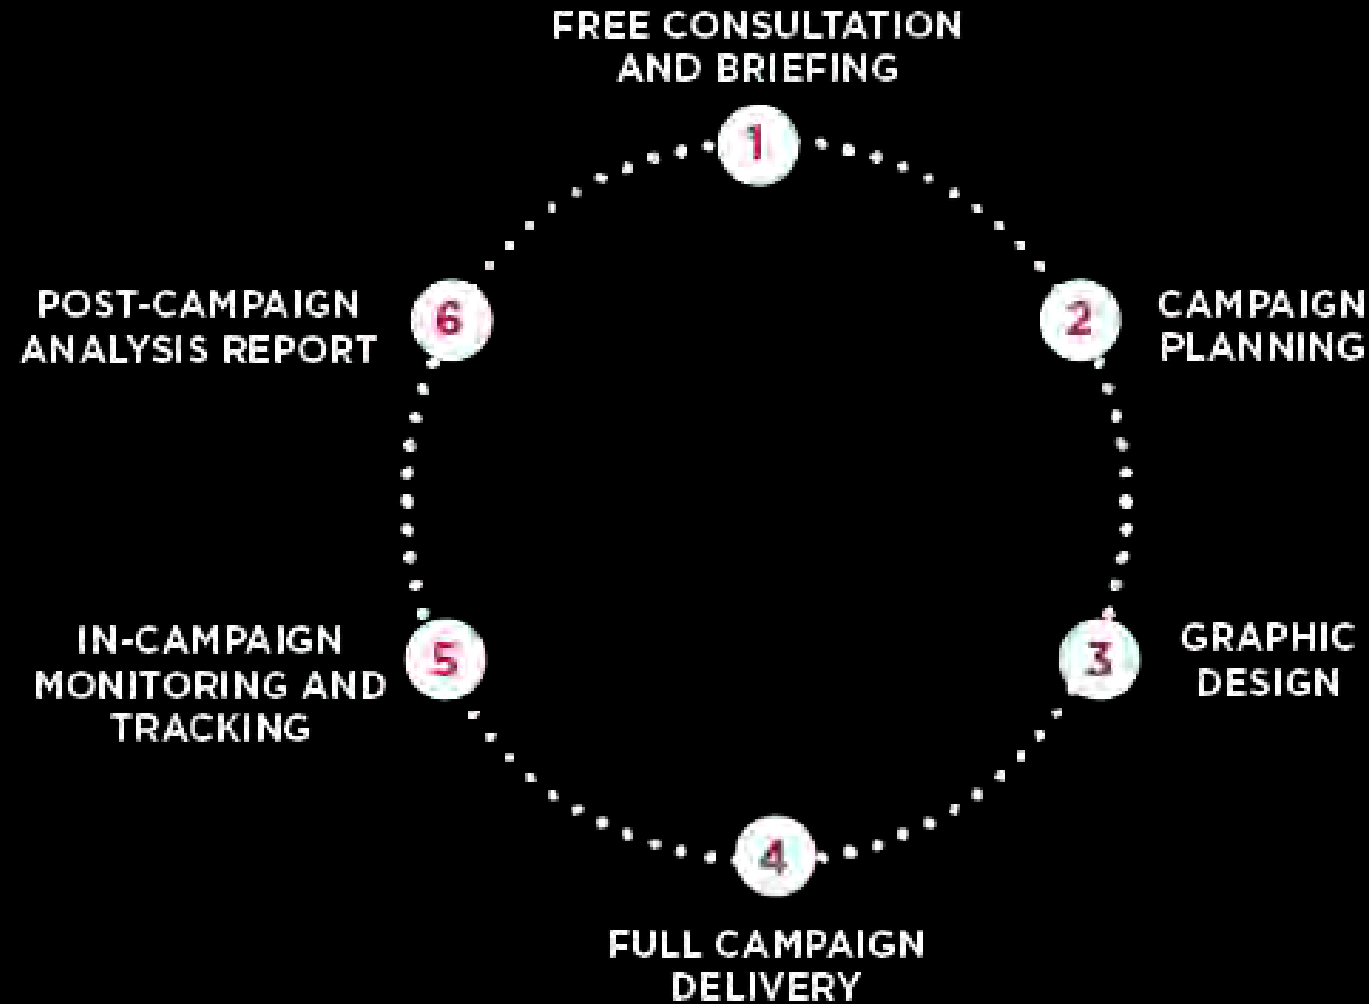 FREE CONSULTATION
AND BRIEFING
1
2
CAMPAIGN
PLANNING
3
GRAPHIC
DESIGN
4
FULL CAMPAIGN
DELIVERY
5
IN-CAMPAIGN
MONITORING AND
TRACKING
6
POST-CAMPAIGN
ANALYSIS REPORT